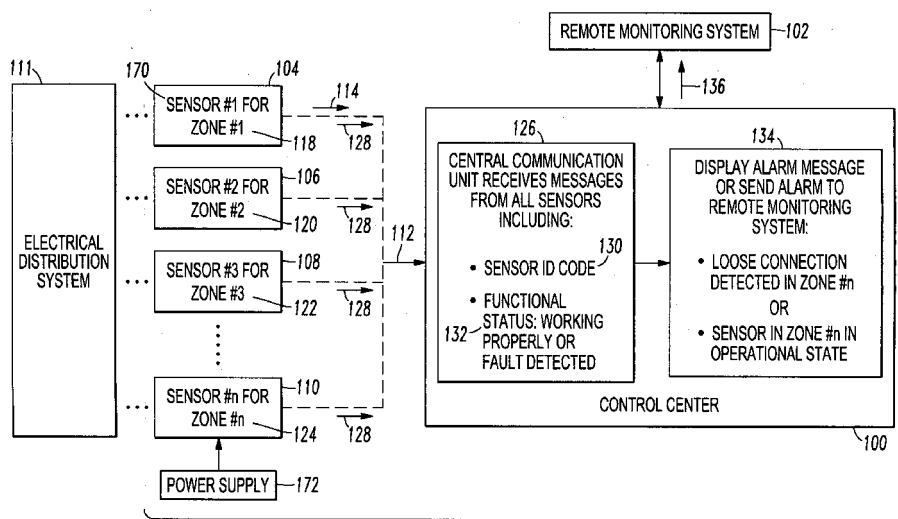 REMOTE MONITORING SYSTEM
102
136
111
ELECTRICAL
DISTRIBUTION
SYSTEM
170
104
SENSOR #1 FOR
ZONE #1
118
114
128
106
SENSOR #2 FOR
ZONE #2
120
128
108
SENSOR #3 FOR
ZONE #3
122
128
110
SENSOR #n FOR
ZONE #n
124
128
POWER SUPPLY
172
112
126
CENTRAL COMMUNICATION
UNIT RECEIVES MESSAGES
FROM ALL SENSORS
INCLUDING:
130
• SENSOR ID CODE
• FUNCTIONAL
132 STATUS: WORKING
PROPERLY OR
FAULT DETECTED
134
DISPLAY ALARM MESSAGE
OR SEND ALARM TO
REMOTE MONITORING
SYSTEM:
• LOOSE CONNECTION
DETECTED IN ZONE #n
OR
• SENSOR IN ZONE #n IN
OPERATIONAL STATE
CONTROL CENTER
100